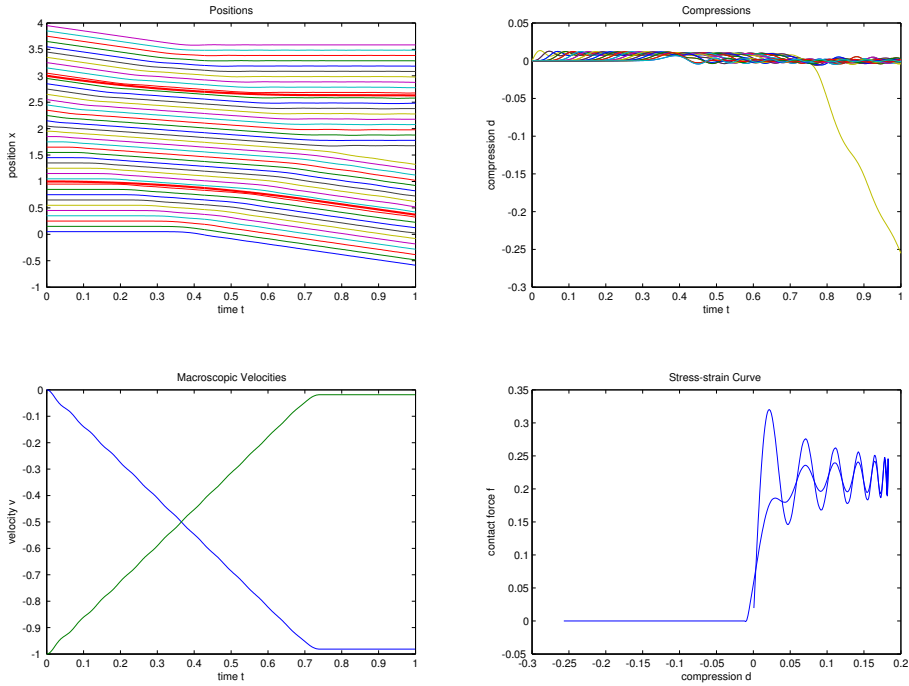 Positions
4
3.5
3
2.5
2
1.5
1
0.5
0
-0.5
-1
position x
0 0.1 0.2 0.3 0.4 0.5 0.6 0.7 0.8 0.9 1
time t
Compressions
0.05
0
-0.05
-0.1
-0.15
-0.2
-0.25
-0.3
compression d
0 0.1 0.2 0.3 0.4 0.5 0.6 0.7 0.8 0.9 1
time t
Macroscopic Velocities
0
-0.1
-0.2
-0.3
-0.4
-0.5
-0.6
-0.7
-0.8
-0.9
-1
velocity v
0 0.1 0.2 0.3 0.4 0.5 0.6 0.7 0.8 0.9 1
time t
Stress-strain Curve
0.35
0.3
0.25
0.2
0.15
0.1
0.05
0
-0.05
contact force f
-0.3 -0.25 -0.2 -0.15 -0.1 -0.05 0 0.05 0.1 0.15 0.2
compression d